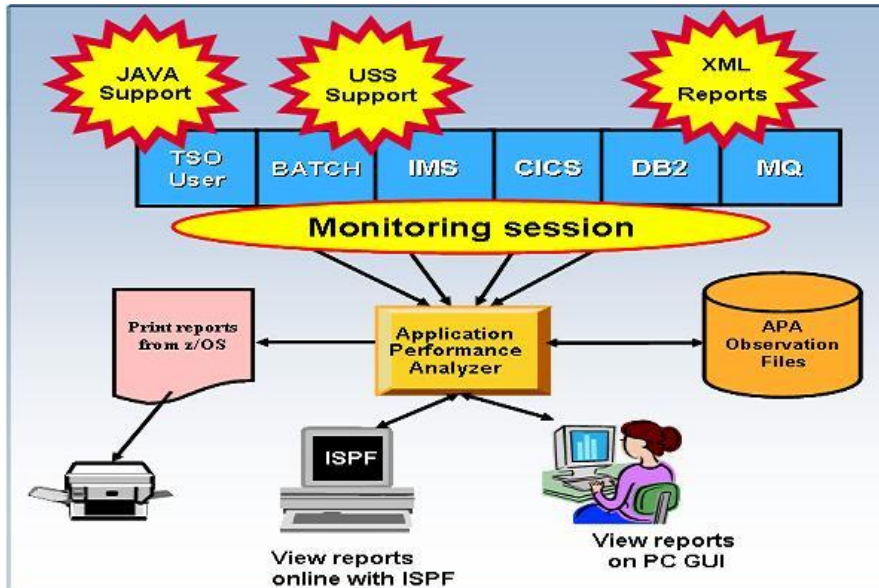 JAVA
Support
USS
Support
XML
Reports
TSO
User
BATCH
IMS
CICS
DB2
MQ
Monitoring session
Print reports
from z/OS
Application
Performance
Analyzer
APA
Observation
Files
ISPF
View reports
online with ISPF
View reports
on PC GUI